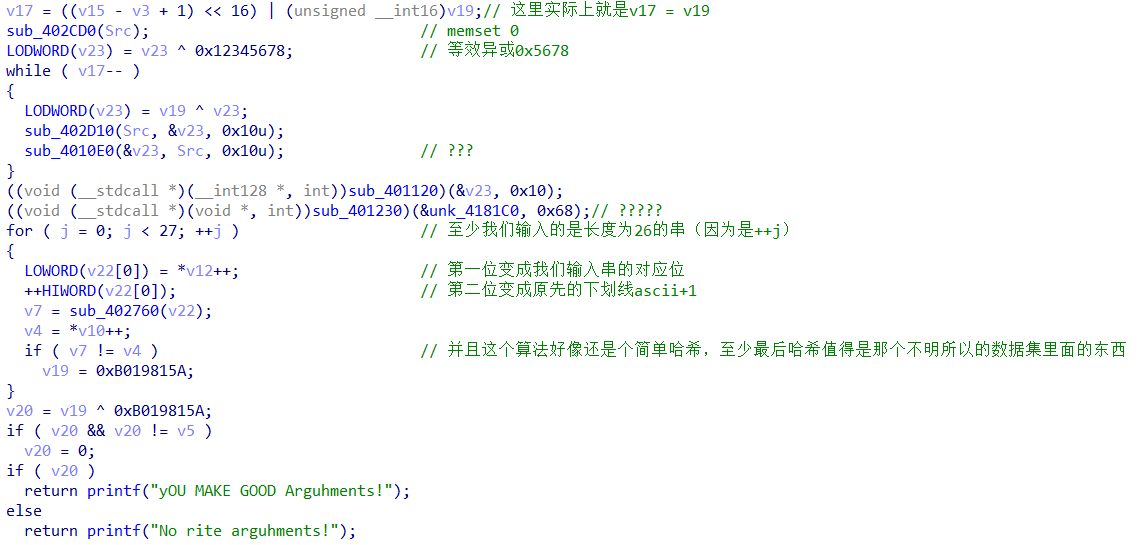 v17 = ((v15 - v3 + 1) << 16) | (unsigned __int16)v19;// 这里实际上就是v17 = v19
sub_402CD0(Src); // memset 0
LODWORD(v23) = v23 ^ 0x12345678; // 等效异或0x5678
while ( v17-- )
{
LODWORD(v23) = v19 ^ v23;
sub_402D10(Src, &v23, 0x10u);
sub_4010E0(&v23, Src, 0x10u); // ???
}
((void (__stdcall *)(__int128 *, int))sub_401120)(&v23, 0x10);
((void (__stdcall *)(void *, int))sub_401230)(&unk_4181C0, 0x68);// ?????
for ( j = 0; j < 27; ++j ) // 至少我们输入的是长度为26的串（因为是++j）
{
LOWORD(v22[0]) = *v12++; // 第一位变成我们输入串的对应位
++HIWORD(v22[0]); // 第二位变成原先的下划线ascii+1
v7 = sub_402760(v22);
v4 = *v10++;
if ( v7 != v4 ) // 并且这个算法好像还是个简单哈希，至少最后哈希值得是那个不明所以的数据集里面的东西
v19 = 0xB019815A;
}
v20 = v19 ^ 0xB019815A;
if ( v20 && v20 != v5 )
v20 = 0;
if ( v20 )
return printf("yOU MAKE GOOD Arguhments!");
else
return printf("No rite arguhments!");